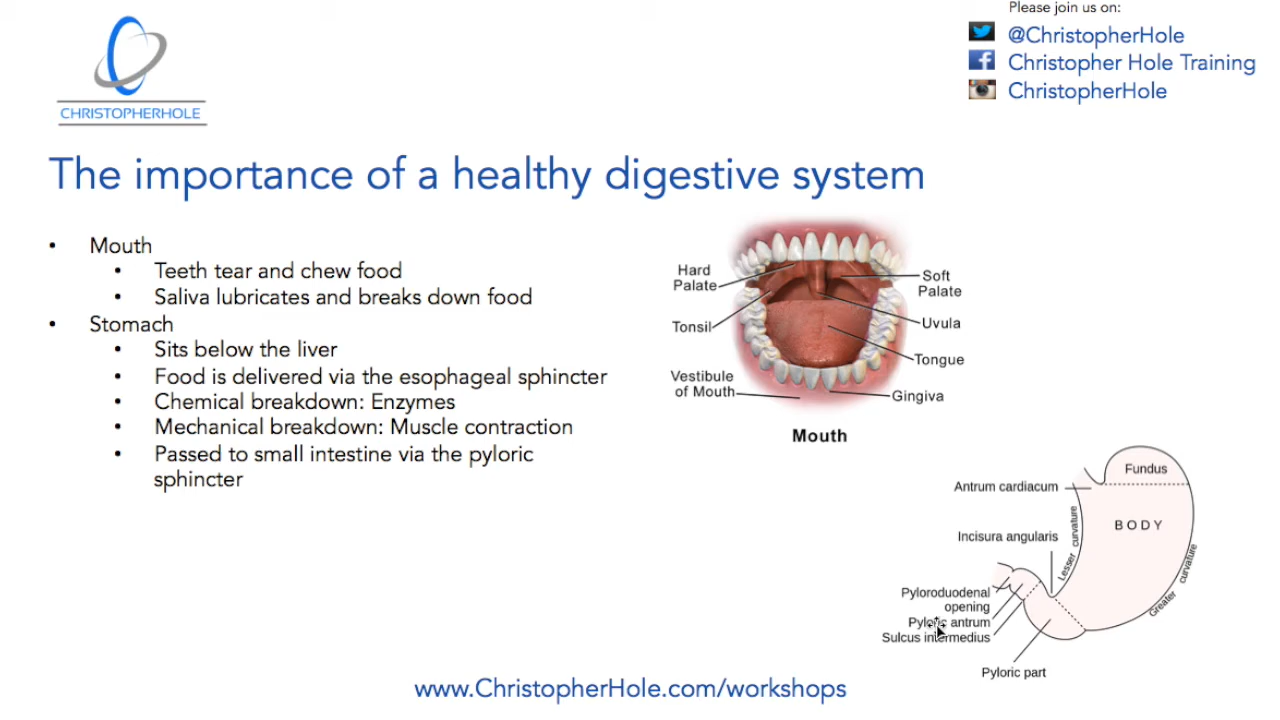 Please join us on:
@ChristopherHole
Christopher Hole Training
ChristopherHole
CHRISTOPHERHOLE
The importance of a healthy digestive system
• Mouth
• Teeth tear and chew food
• Saliva lubricates and breaks down food
• Stomach
• Sits below the liver
• Food is delivered via the esophageal sphincter
• Chemical breakdown: Enzymes
• Mechanical breakdown: Muscle contraction
• Passed to small intestine via the pyloric
sphincter
Hard
Palate
Tonsil
Vestibule
of Mouth
Soft
Palate
Uvula
Tongue
Gingiva
Mouth
Fundus
Antrum cardiacum
BODY
Incisura angularis
Lesser curvature
Greater curvature
Pyloroduodenal
opening
Pyloric antrum
Sulcus intermedius
Pyloric part
www.ChristopherHole.com/workshops